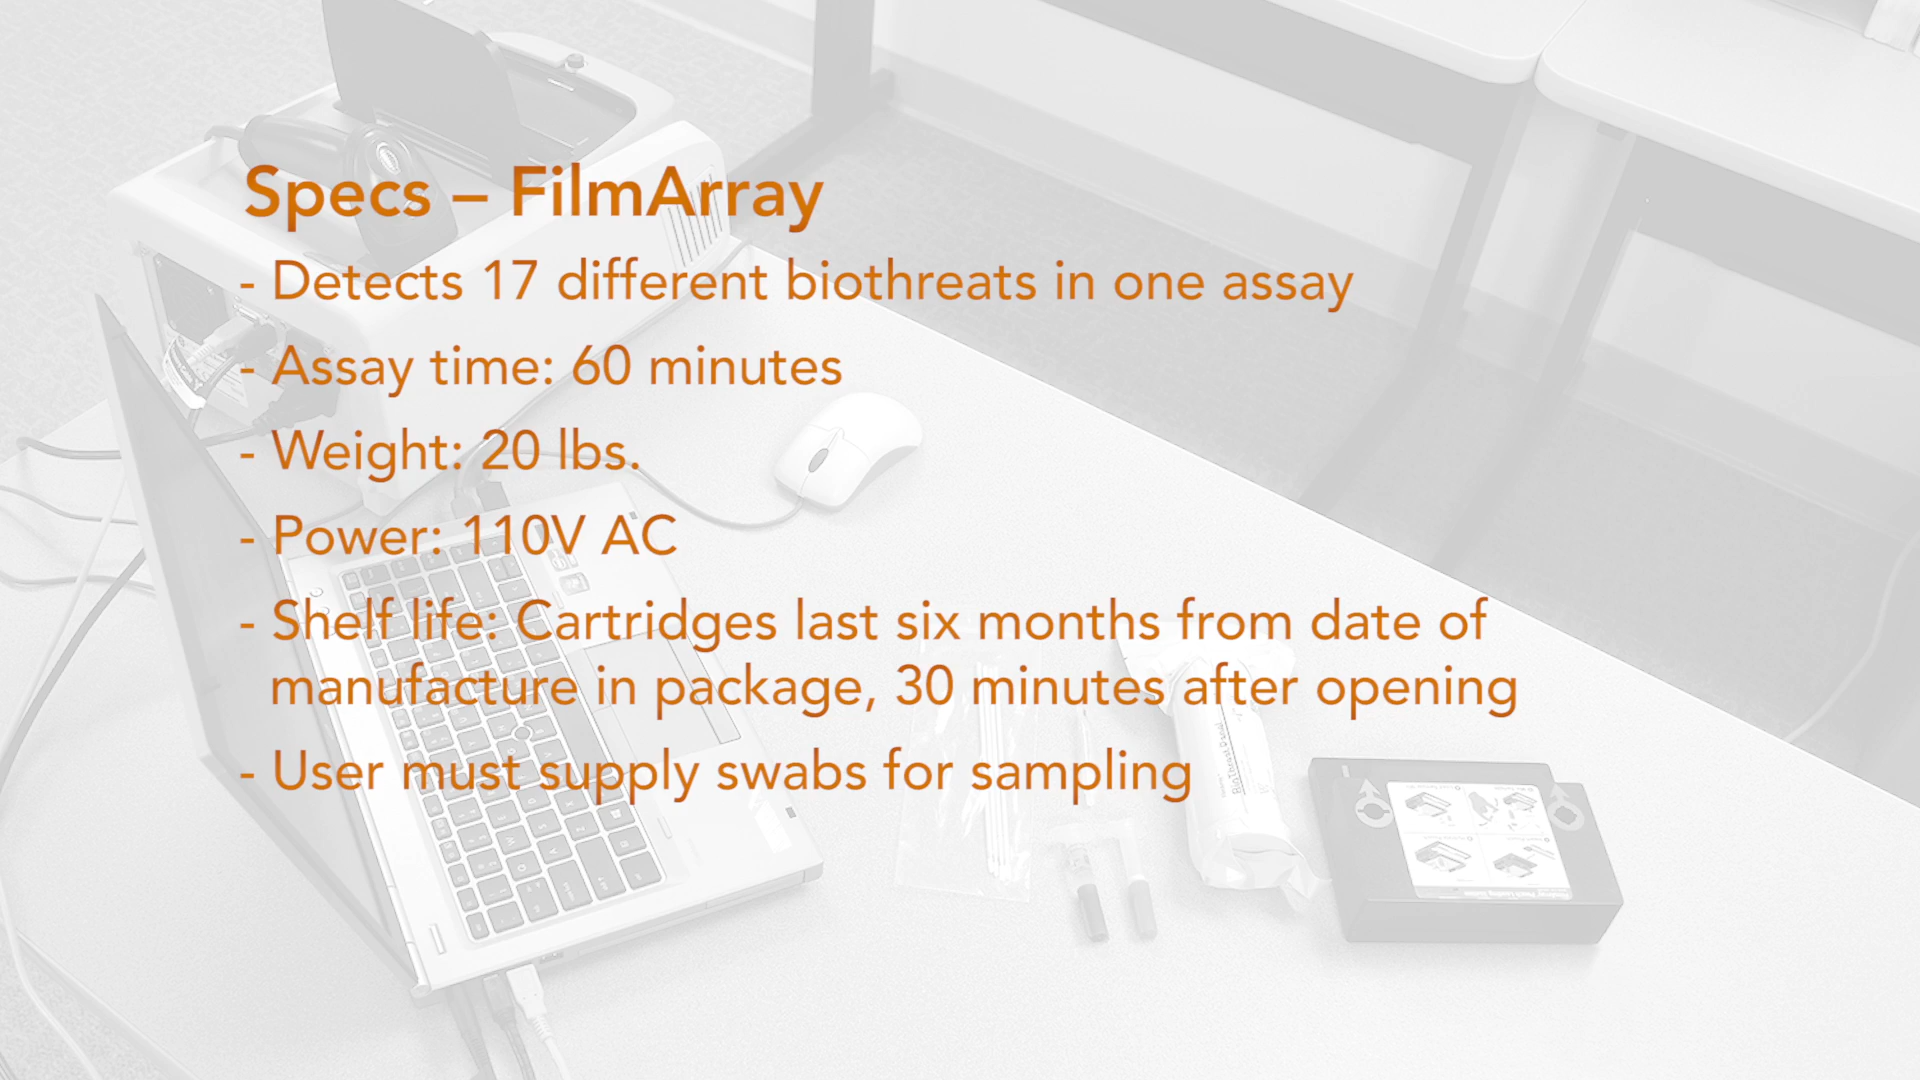 Specs – FilmArray
- Detects 17 different biothreats in one assay
- Assay time: 60 minutes
- Weight: 20 lbs.
- Power: 110V AC
- Shelf life: Cartridges last six months from date of
manufacture in package, 30 minutes after opening
- User must supply swabs for sampling